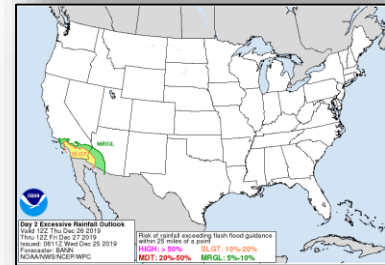 MRGL
SLGT
NOAA
Day 2 Excessive Rainfall Outlook
Valid 12Z Thu Dec 26 2019
Thru 12Z Fri Dec 27 2019
Issued: 0811Z Wed Dec 25 2019
Forecaster: BANN
NOAA/NWS/NCEP/WPC
Risk of rainfall exceeding flash flood guidance
within 25 miles of a point
HIGH: > 50% SLGT: 10%-20%
MDT: 20%-50% MRGL: 5%-10%